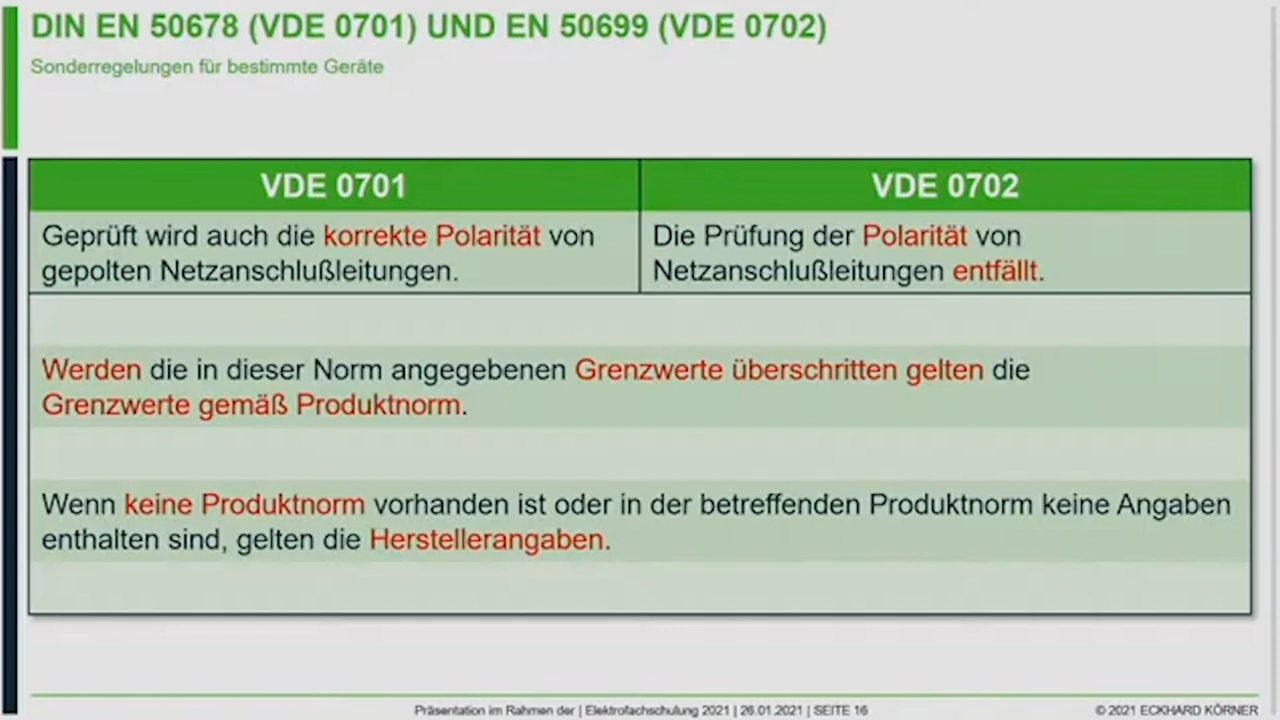 DIN EN 50678 (VDE 0701) UND EN 50699 (VDE 0702)
Sonderregelungen für bestimmte Geräte
VDE 0701
VDE 0702
Geprüft wird auch die korrekte Polarität von
gepolten Netzanschlußleitungen.
Die Prüfung der Polarität von
Netzanschlußleitungen entfällt.
Werden die in dieser Norm angegebenen Grenzwerte überschritten gelten die
Grenzwerte gemäß Produktnorm.
Wenn keine Produktnorm vorhanden ist oder in der betreffenden Produktnorm keine Angaben
enthalten sind, gelten die Herstellerangaben.
Präsentation im Rahmen der | Elektrofachschulung 2021 | 26.01.2021 | SEITE 16
© 2021 ECKHARD KÖRNER